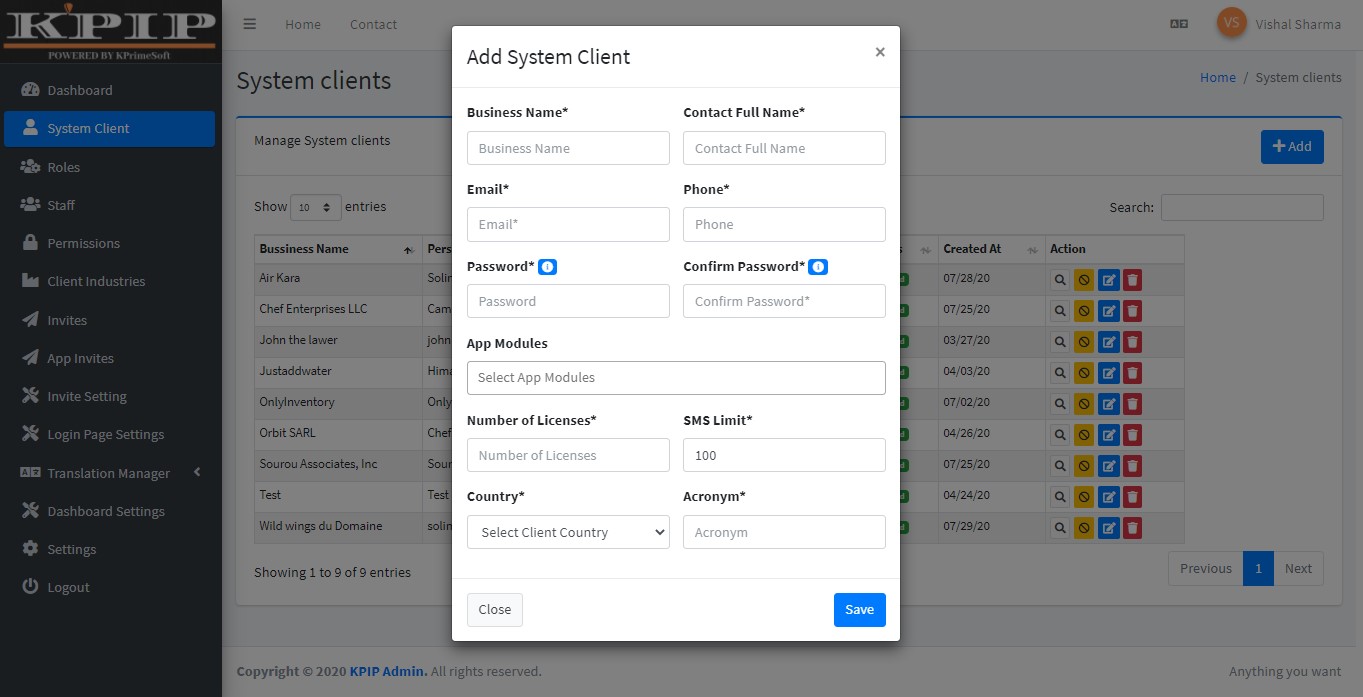 KPIP
POWERED BY KPrimeSoft
Home Contact
VS Vishal Sharma
Dashboard
System Client
Roles
Staff
Permissions
Client Industries
Invites
App Invites
Invite Setting
Login Page Settings
Translation Manager
Dashboard Settings
Settings
Logout
System clients
Home / System clients
Manage System clients
Add
Show 10 entries
Search:
Bussiness Name Created At Action
Air Kara 07/28/20
Chef Enterprises LLC 07/25/20
John the lawer john 03/27/20
Justaddwater 04/03/20
OnlyInventory Only 07/02/20
Orbit SARL Chef 04/26/20
Sourou Associates, Inc 07/25/20
Test Test 04/24/20
Wild wings du Domaine 07/29/20
Showing 1 to 9 of 9 entries
Previous 1 Next
Add System Client ×
Business Name* Contact Full Name*
Business Name Contact Full Name
Email* Phone*
Email* Phone
Password* Confirm Password*
Password Confirm Password*
App Modules
Select App Modules
Number of Licenses* SMS Limit*
Number of Licenses 100
Country* Acronym*
Select Client Country Acronym
Close Save
Copyright © 2020 KPIP Admin. All rights reserved.
Anything you want